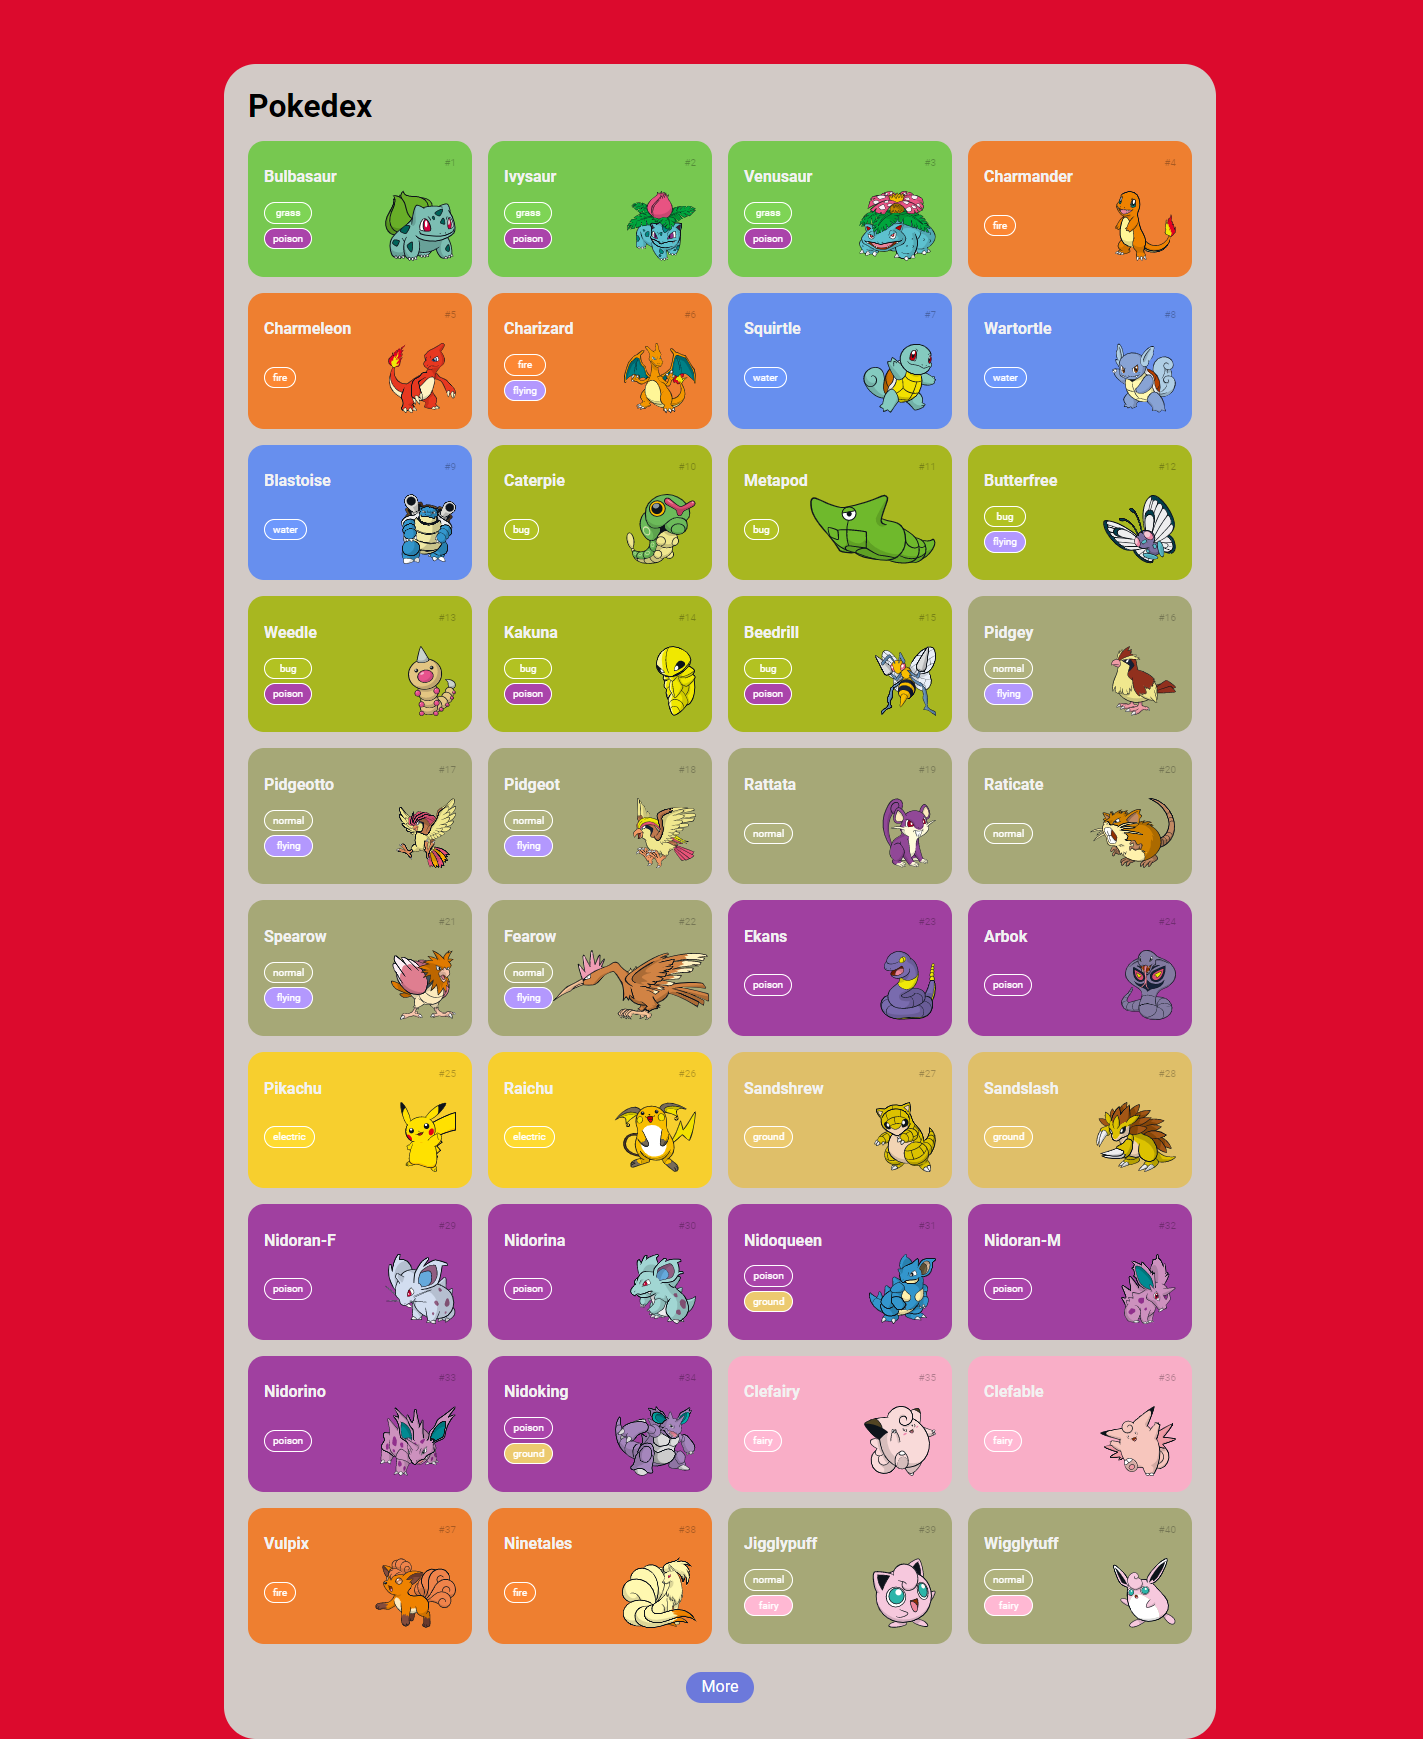 Pokedex
#1
Bulbasaur
grass
poison
#2
Ivysaur
grass
poison
#3
Venusaur
grass
poison
#4
Charmander
fire
#5
Charmeleon
fire
#6
Charizard
fire
flying
#7
Squirtle
water
#8
Wartortle
water
#9
Blastoise
water
#10
Caterpie
bug
#11
Metapod
bug
#12
Butterfree
bug
flying
#13
Weedle
bug
poison
#14
Kakuna
bug
poison
#15
Beedrill
bug
poison
#16
Pidgey
normal
flying
#17
Pidgeotto
normal
flying
#18
Pidgeot
normal
flying
#19
Rattata
normal
#20
Raticate
normal
#21
Spearow
normal
flying
#22
Fearow
normal
flying
#23
Ekans
poison
#24
Arbok
poison
#25
Pikachu
electric
#26
Raichu
electric
#27
Sandshrew
ground
#28
Sandslash
ground
#29
Nidoran-F
poison
#30
Nidorina
poison
#31
Nidoqueen
poison
ground
#32
Nidoran-M
poison
#33
Nidorino
poison
#34
Nidoking
poison
ground
#35
Clefairy
fairy
#36
Clefable
fairy
#37
Vulpix
fire
#38
Ninetales
fire
#39
Jigglypuff
normal
fairy
#40
Wigglytuff
normal
fairy
More